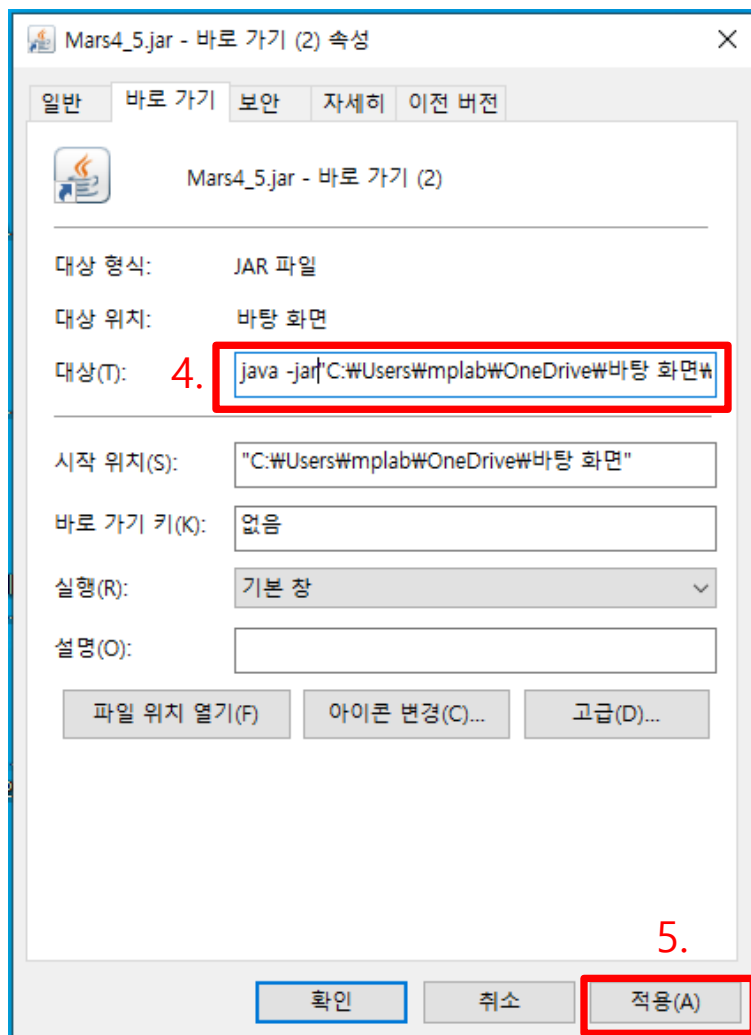 Mars4_5.jar - 바로 가기 (2) 속성
일반 바로 가기 보안 자세히 이전 버전
Mars4_5.jar - 바로 가기 (2)
대상 형식: JAR 파일
대상 위치: 바탕 화면
대상(T): 4. java -jar"C:₩Users₩mplab₩OneDrive₩바탕 화면₩
시작 위치(S): "C:₩Users₩mplab₩OneDrive₩바탕 화면"
바로 가기 키(K): 없음
실행(R): 기본 창
설명(O):
파일 위치 열기(F) 아이콘 변경(C)... 고급(D)...
5.
확인 취소 적용(A)